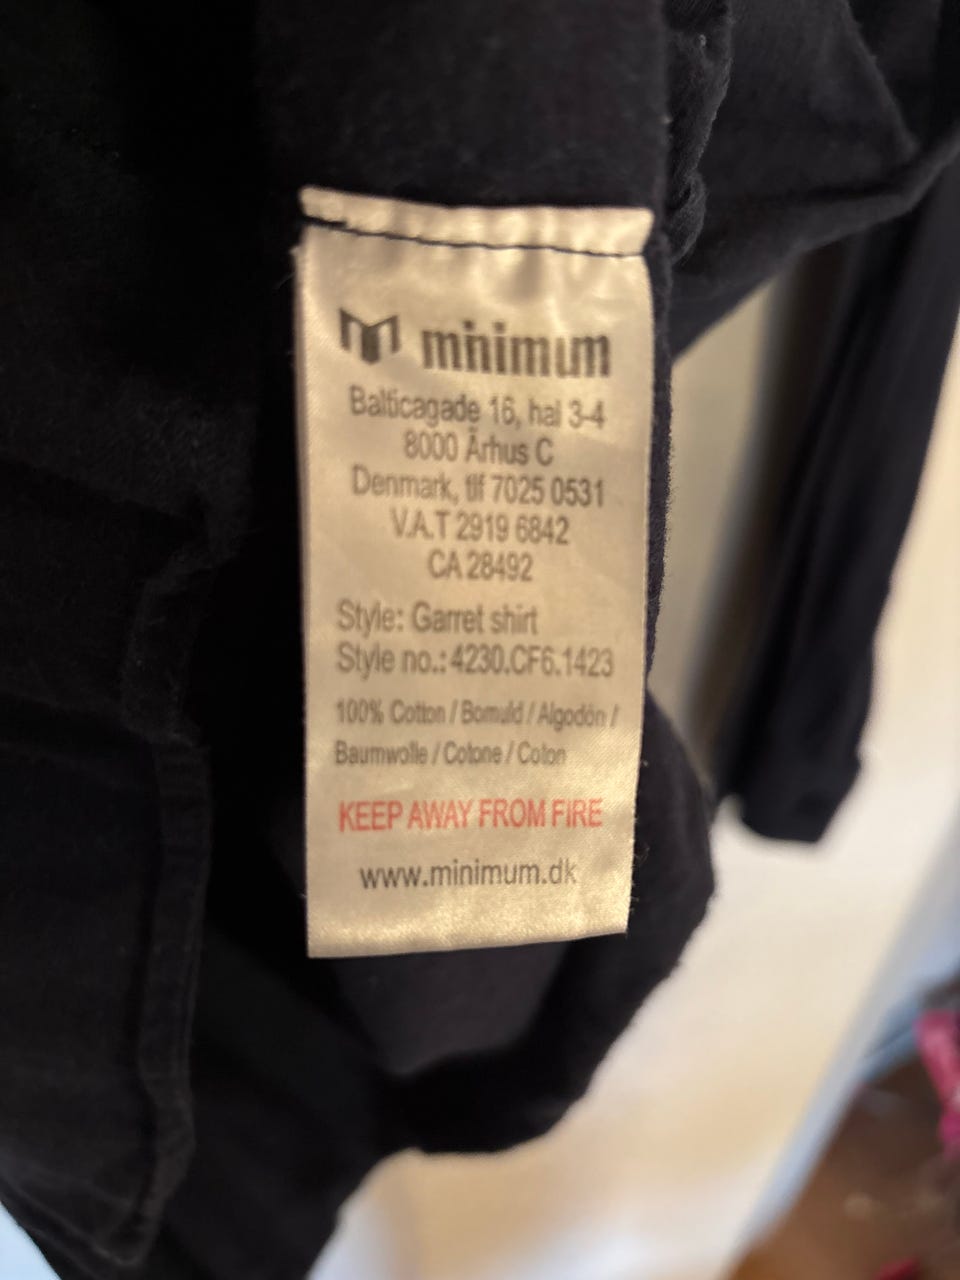 minimum
Balticagade 16, hal 3-4
8000 Århus C
Denmark, tlf 7025 0531
V.A.T 2919 6842
CA 28492
Style: Garret shirt
Style no.: 4230.CF6.1423
100% Cotton / Bomuld / Algodón /
Baumwolle / Cotone / Coton
KEEP AWAY FROM FIRE
www.minimum.dk